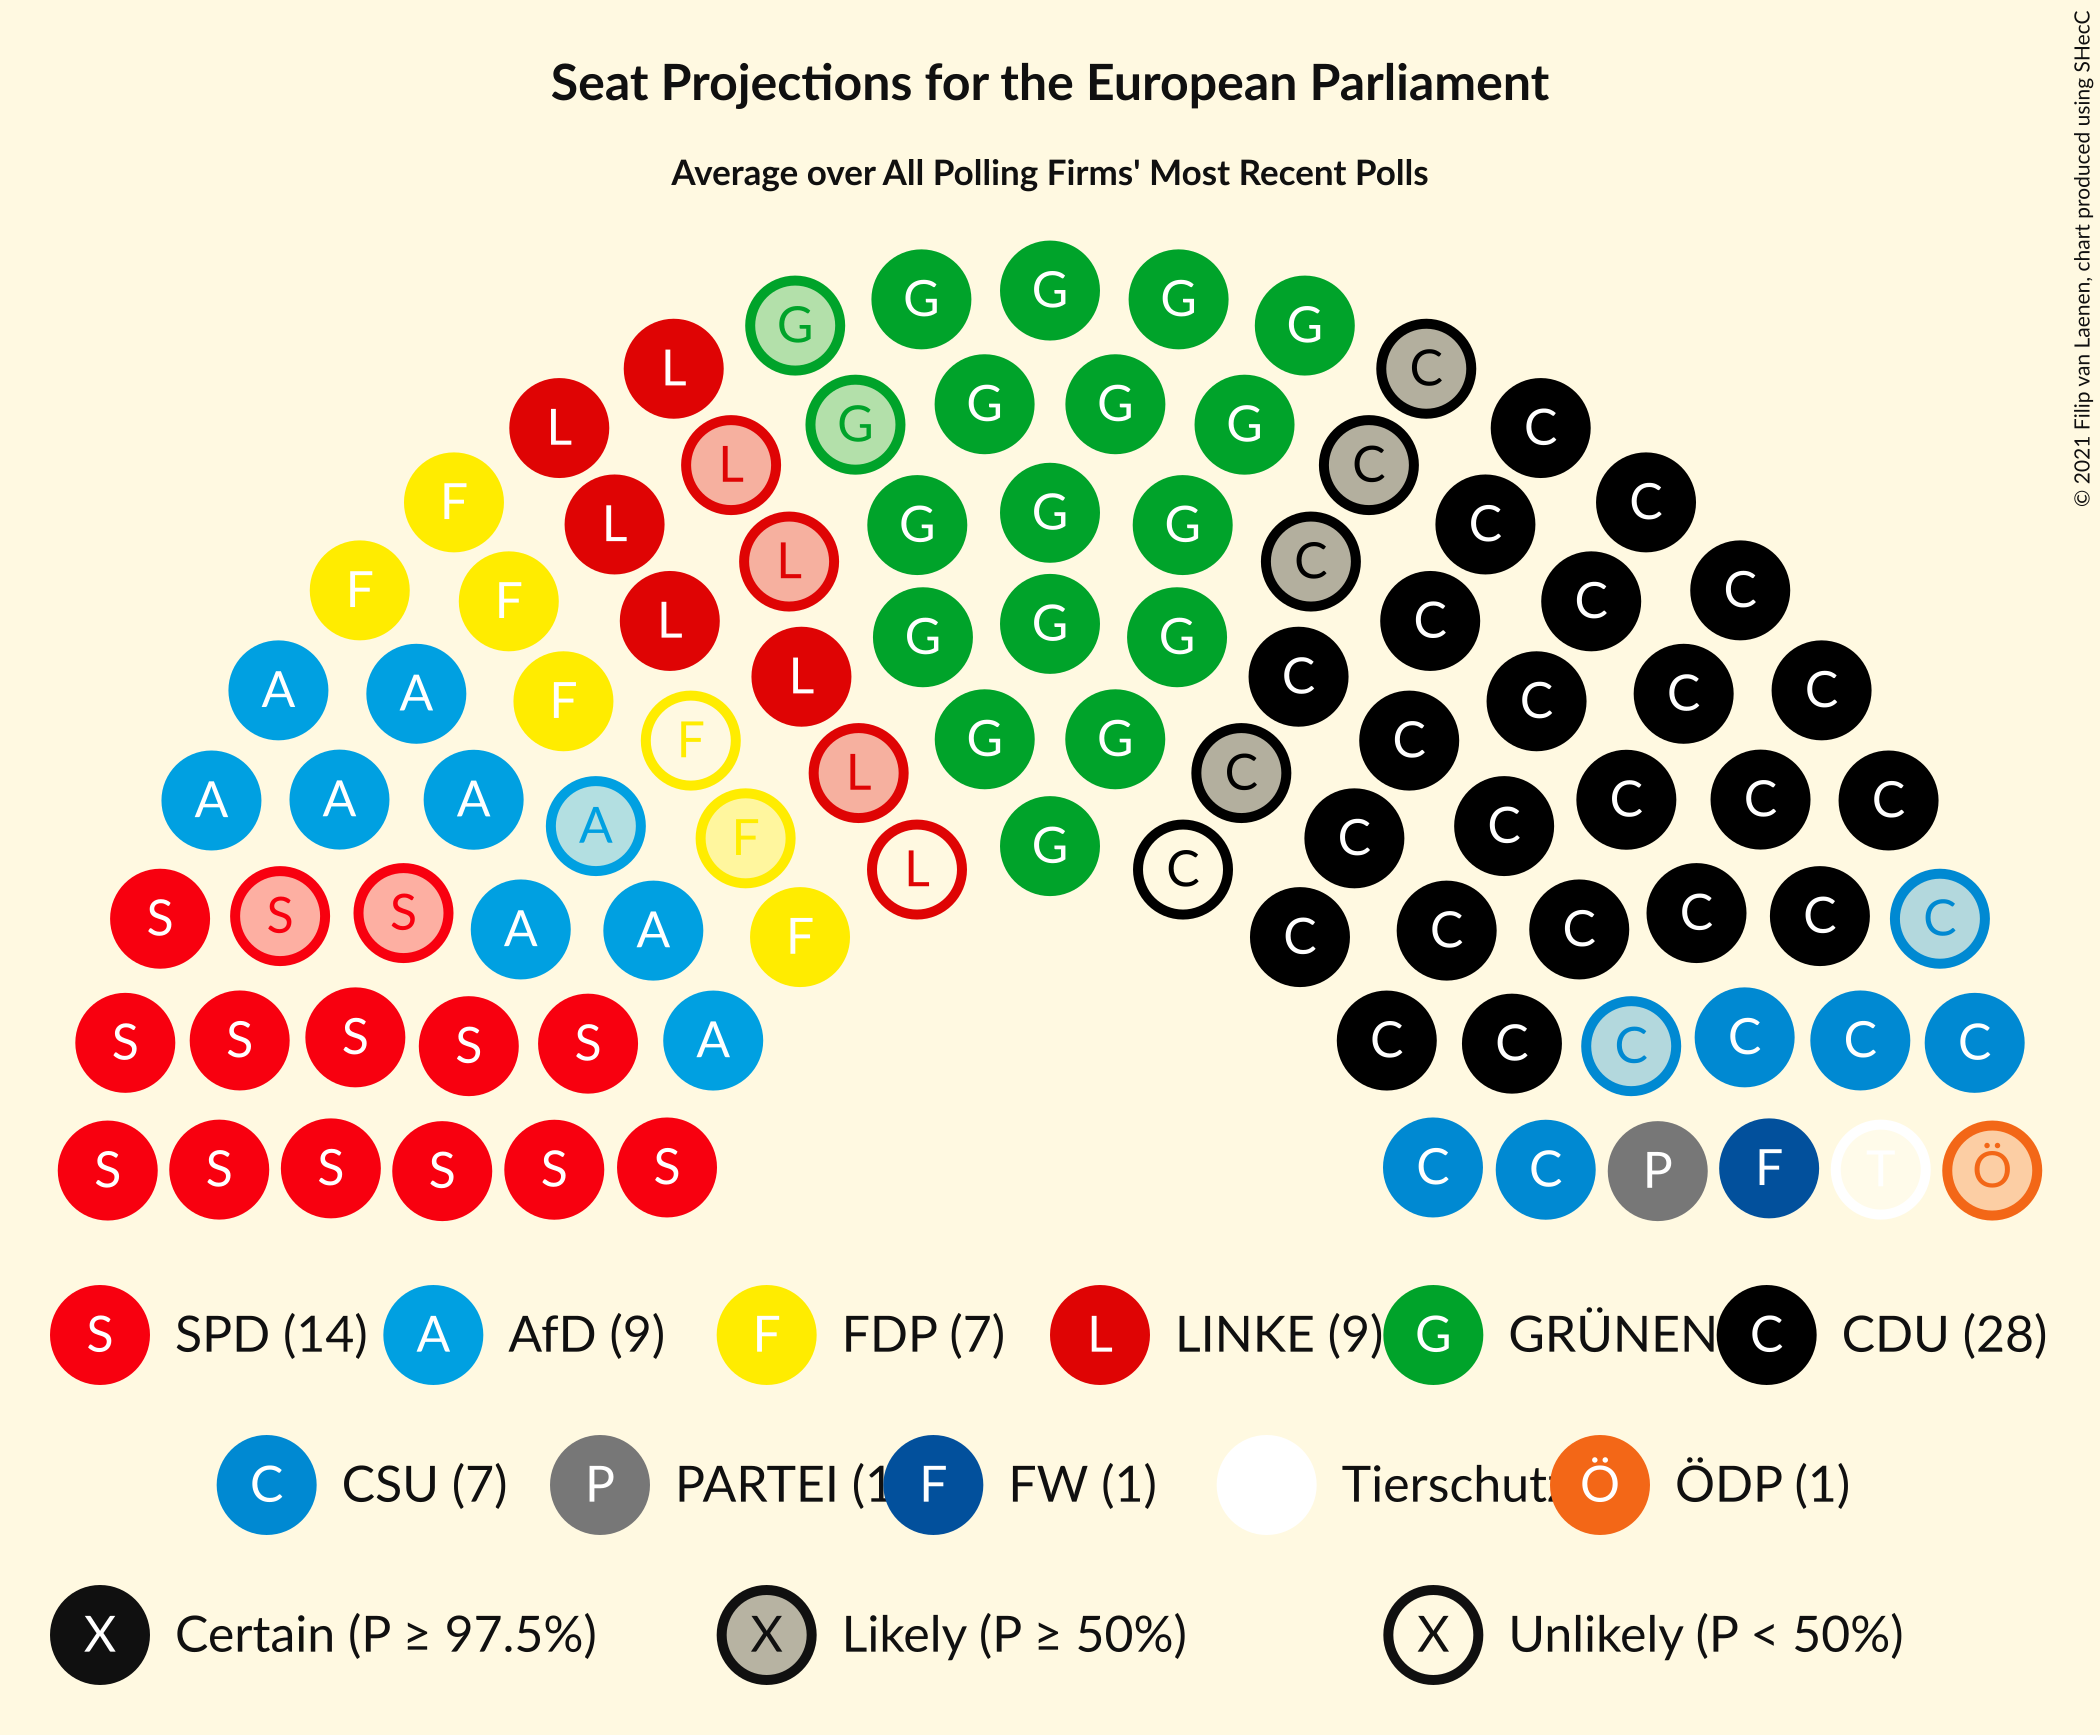 Seat Projections for the European Parliament
Average over All Polling Firms' Most Recent Polls
© 2021 Filip van Laenen, chart produced using SHecC
G G G G G
L C
G G G G
L C
L C
F L C C
G G G
L C
L C
F F C C
G G G
L C
A A F L C C C C
F G G C
L C
A A A A C C C C
F C
L G C
S S S A A F C C C C C C
S S S S S A C C C C C C
S S S S S S C C P F T Ö
S SPD (14) A AfD (9) F FDP (7) L LINKE (9) G GRÜNEN C CDU (28)
C CSU (7) P PARTEI (1 F FW (1) Tierschutz Ö ÖDP (1)
X Certain (P ≥ 97.5%) X Likely (P ≥ 50%) X Unlikely (P < 50%)